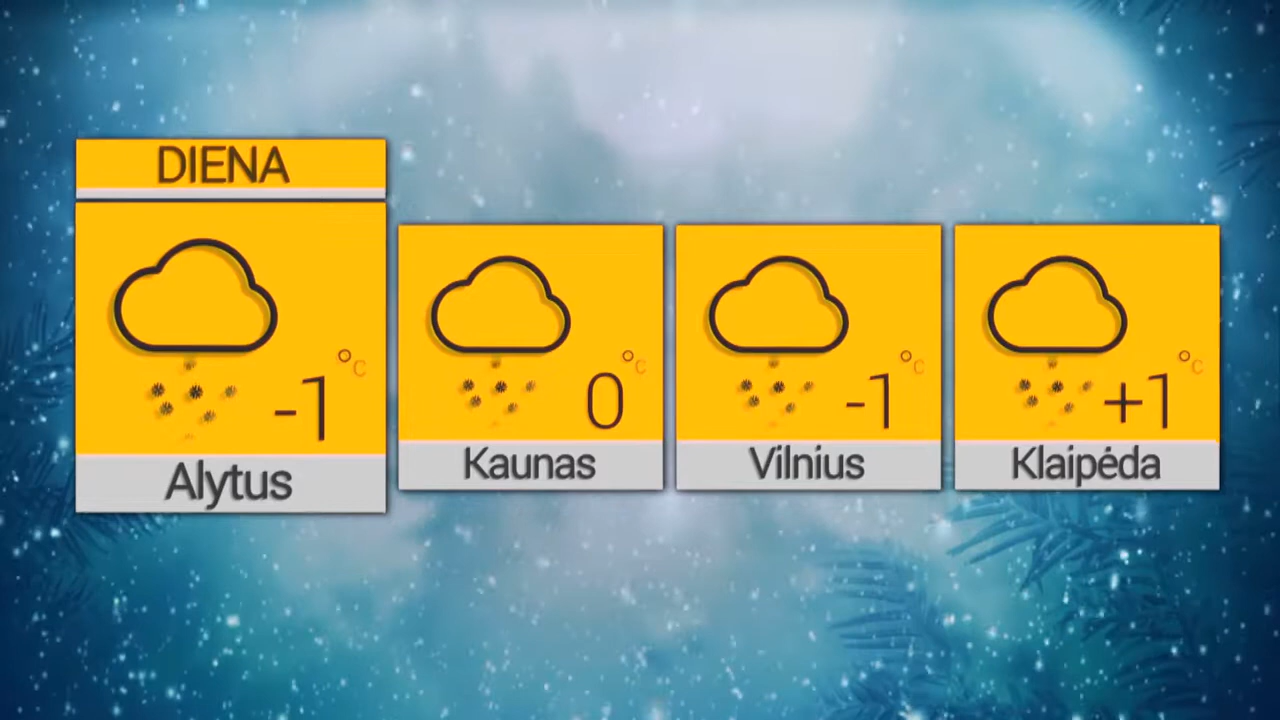 DIENA
-1 °C
Alytus
0 °C
Kaunas
-1 °C
Vilnius
+1 °C
Klaipėda